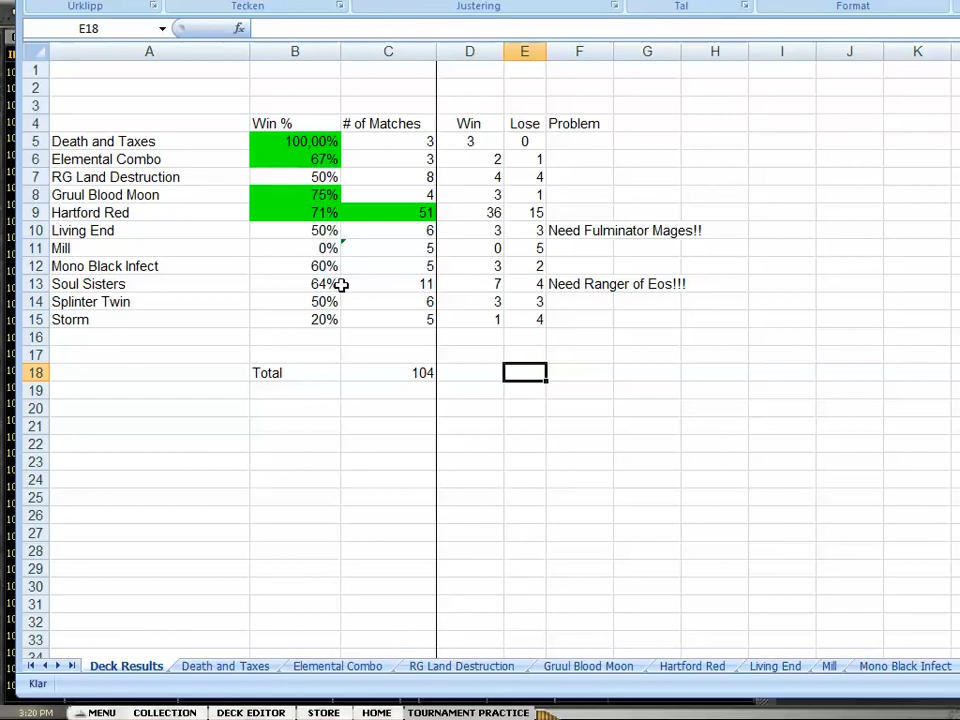 Urklipp Tecken Justering Tal Format
E18 fx
A B C D E F G H I J K
1
2
3
4 Win % # of Matches Win Lose Problem
5 Death and Taxes 100,00% 3 3 0
6 Elemental Combo 67% 3 2 1
7 RG Land Destruction 50% 8 4 4
8 Gruul Blood Moon 75% 4 3 1
9 Hartford Red 71% 51 36 15
10 Living End 50% 6 3 3 Need Fulminator Mages!!
11 Mill 0% 5 0 5
12 Mono Black Infect 60% 5 3 2
13 Soul Sisters 64% 11 7 4 Need Ranger of Eos!!!
14 Splinter Twin 50% 6 3 3
15 Storm 20% 5 1 4
16
17
18 Total 104
19
20
21
22
23
24
25
26
27
28
29
30
31
32
33
34
Deck Results Death and Taxes Elemental Combo RG Land Destruction Gruul Blood Moon Hartford Red Living End Mill Mono Black Infect
Klar
3:20 PM MENU COLLECTION DECK EDITOR STORE HOME TOURNAMENT PRACTICE